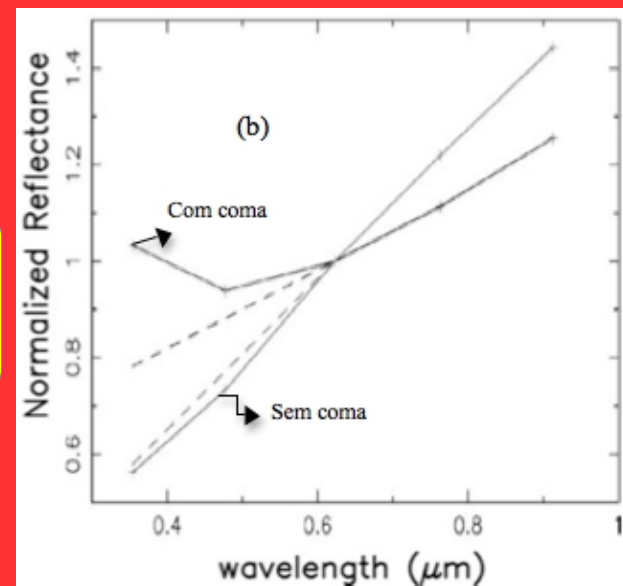 Normalized Reflectance
1.4
1.2
1
0.8
0.6
(b)
Com coma
Sem coma
0.4
0.6
0.8
1
wavelength (μm)